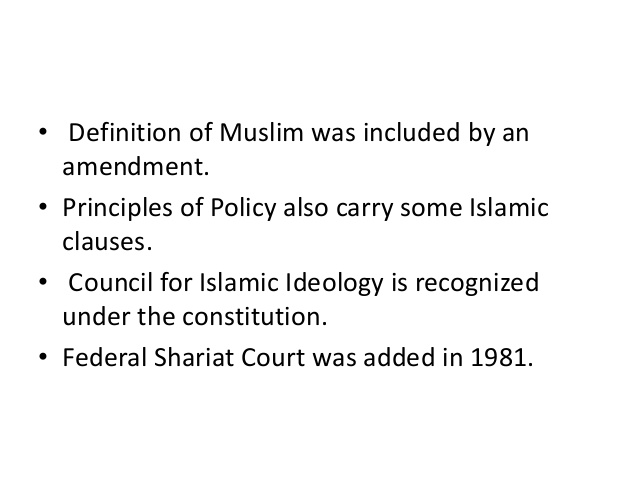 • Definition of Muslim was included by an
amendment.
• Principles of Policy also carry some Islamic
clauses.
• Council for Islamic Ideology is recognized
under the constitution.
• Federal Shariat Court was added in 1981.